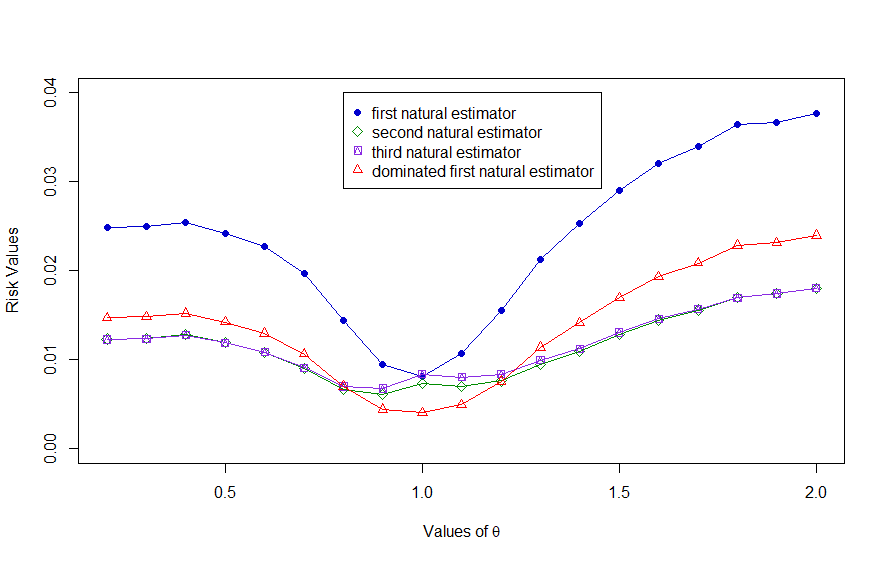 0.04
0.03
0.02
0.01
0.00
Risk Values
first natural estimator
second natural estimator
third natural estimator
dominated first natural estimator
0.5
1.0
1.5
2.0
Values of θ